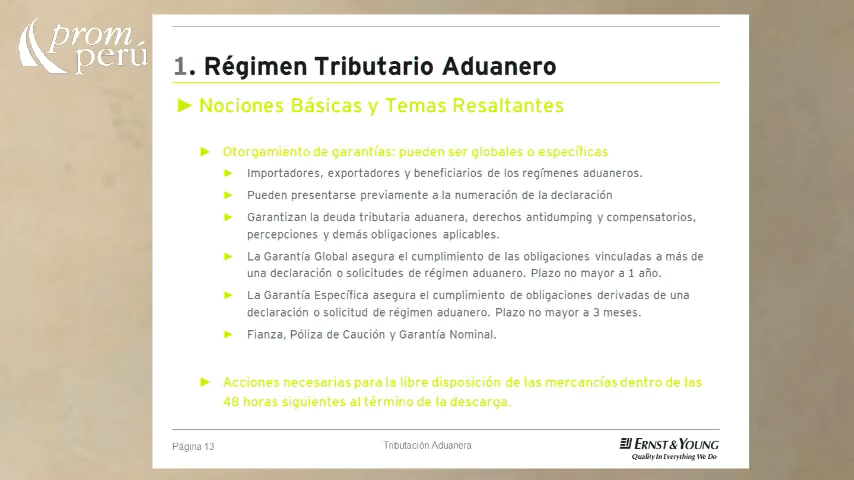 prom
perú
1. Régimen Tributario Aduanero
Nociones Básicas y Temas Resaltantes
Otorgamiento de garantías: pueden ser globales o específicas
Importadores, exportadores y beneficiarios de los regímenes aduaneros.
Pueden presentarse previamente a la numeración de la declaración
Garantizan la deuda tributaria aduanera, derechos antidumping y compensatorios,
percepciones y demás obligaciones aplicables.
La Garantía Global asegura el cumplimiento de las obligaciones vinculadas a más de
una declaración o solicitudes de régimen aduanero. Plazo no mayor a 1 año.
La Garantía Específica asegura el cumplimiento de obligaciones derivadas de una
declaración o solicitud de régimen aduanero. Plazo no mayor a 3 meses.
Fianza, Póliza de Caución y Garantía Nominal.
Acciones necesarias para la libre disposición de las mercancías dentro de las
48 horas siguientes al término de la descarga.
Página 13
Tributación Aduanera
ERNST & YOUNG
Quality In Everything We Do